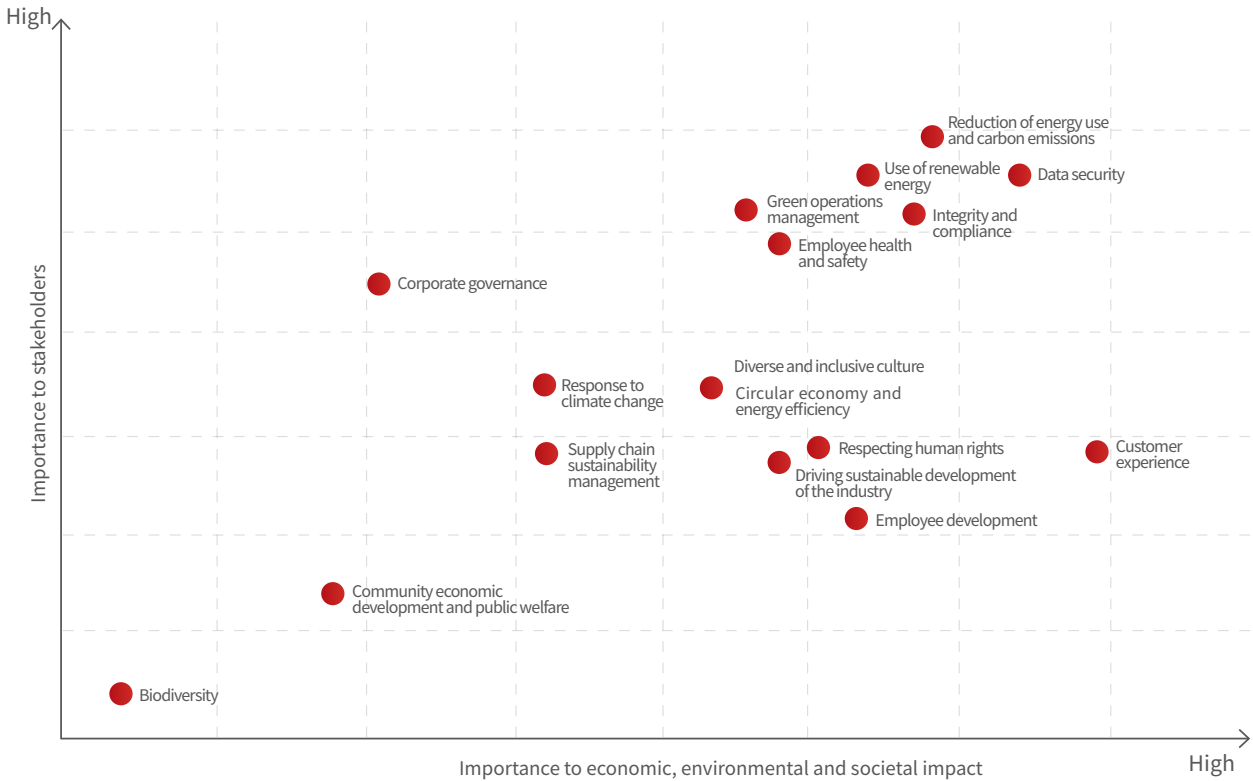 High
Reduction of energy use
and carbon emissions
Use of renewable
energy
Data security
Green operations
management
Integrity and
compliance
Employee health
and safety
Corporate governance
Diverse and inclusive culture
Response to
climate change
Circular economy and
energy efficiency
Supply chain
sustainability
management
Respecting human rights
Customer
experience
Driving sustainable development
of the industry
Employee development
Community economic
development and public welfare
Biodiversity
Importance to stakeholders
High
Importance to economic, environmental and societal impact